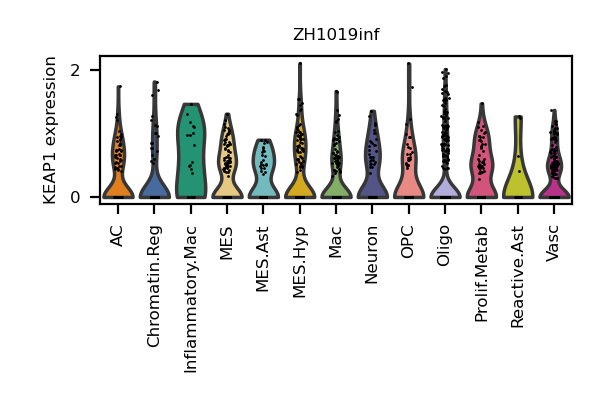 ZH1019inf
KEAP1 expression
2
0
AC
Chromatin.Reg
Inflammatory.Mac
MES
MES.Ast
MES.Hyp
Mac
Neuron
OPC
Oligo
Prolif.Metab
Reactive.Ast
Vasc